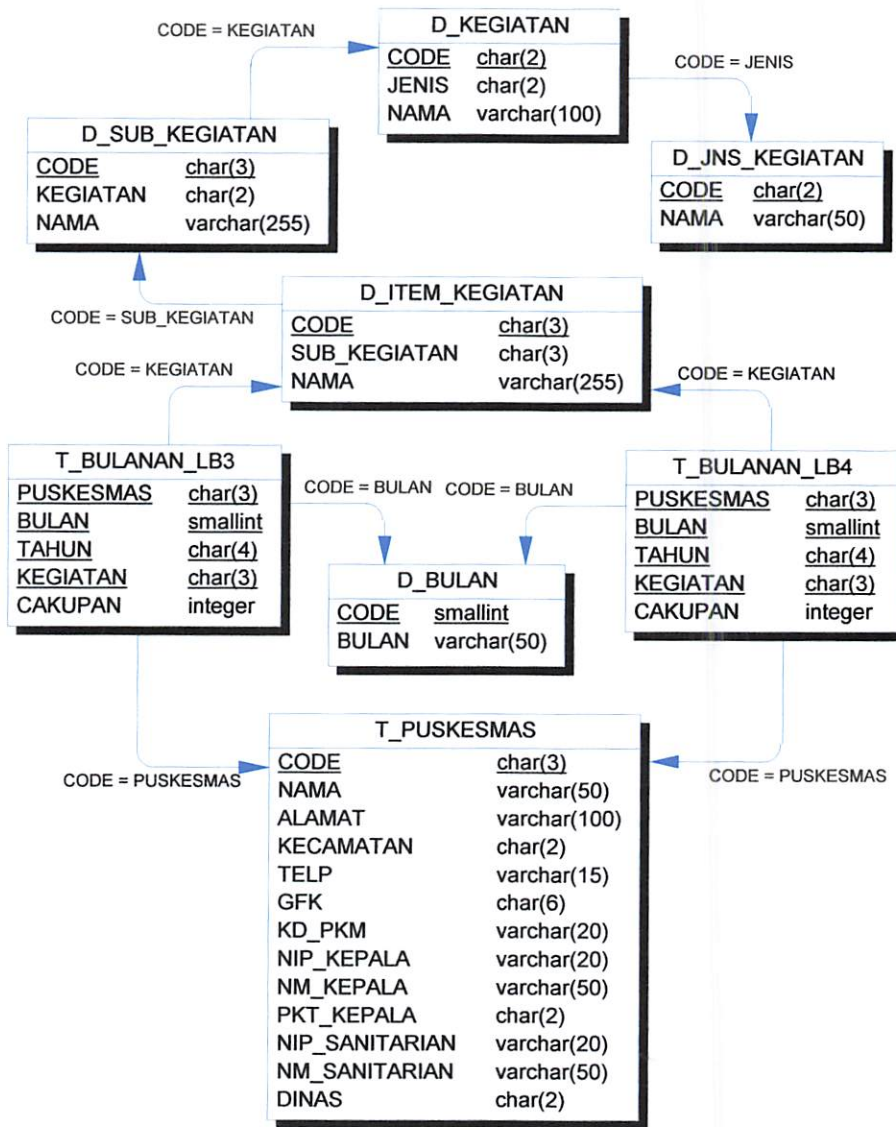 D_KEGIATAN
CODE char(2)
JENIS char(2)
NAMA varchar(100)
CODE = KEGIATAN
CODE = JENIS
D_SUB_KEGIATAN
CODE char(3)
KEGIATAN char(2)
NAMA varchar(255)
D_JNS_KEGIATAN
CODE char(2)
NAMA varchar(50)
CODE = SUB_KEGIATAN
D_ITEM_KEGIATAN
CODE char(3)
SUB_KEGIATAN char(3)
NAMA varchar(255)
CODE = KEGIATAN
CODE = KEGIATAN
T_BULANAN_LB3
PUSKESMAS char(3)
BULAN smallint
TAHUN char(4)
KEGIATAN char(3)
CAKUPAN integer
CODE = BULAN
CODE = BULAN
T_BULANAN_LB4
PUSKESMAS char(3)
BULAN smallint
TAHUN char(4)
KEGIATAN char(3)
CAKUPAN integer
D_BULAN
CODE smallint
BULAN varchar(50)
CODE = PUSKESMAS
CODE = PUSKESMAS
T_PUSKESMAS
CODE char(3)
NAMA varchar(50)
ALAMAT varchar(100)
KECAMATAN char(2)
TELP varchar(15)
GFK char(6)
KD_PKM varchar(20)
NIP_KEPALA varchar(20)
NM_KEPALA varchar(50)
PKT_KEPALA char(2)
NIP_SANITARIAN varchar(20)
NM_SANITARIAN varchar(50)
DINAS char(2)